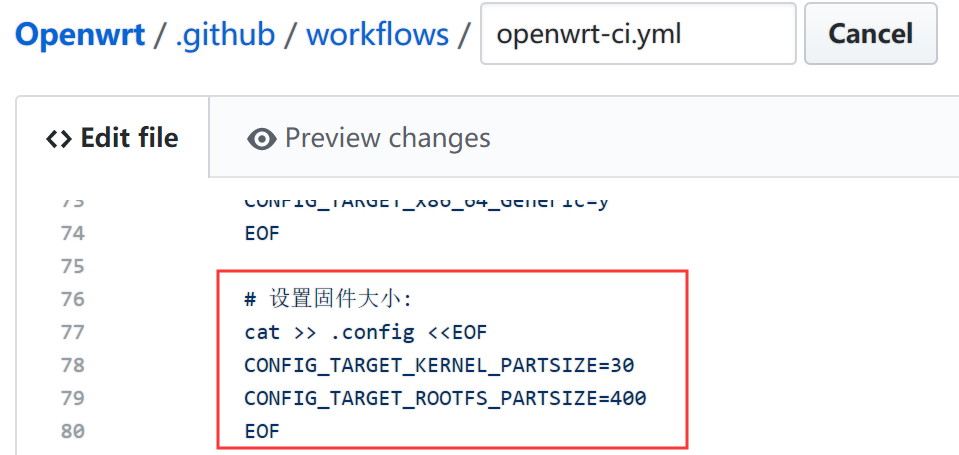 Openwrt / .github / workflows / openwrt-ci.yml Cancel
<> Edit file Preview changes
73 CONFIG_TARGET_x86_64_Generic=y
74 EOF
75
76 # 设置固件大小:
77 cat >> .config <<EOF
78 CONFIG_TARGET_KERNEL_PARTSIZE=30
79 CONFIG_TARGET_ROOTFS_PARTSIZE=400
80 EOF